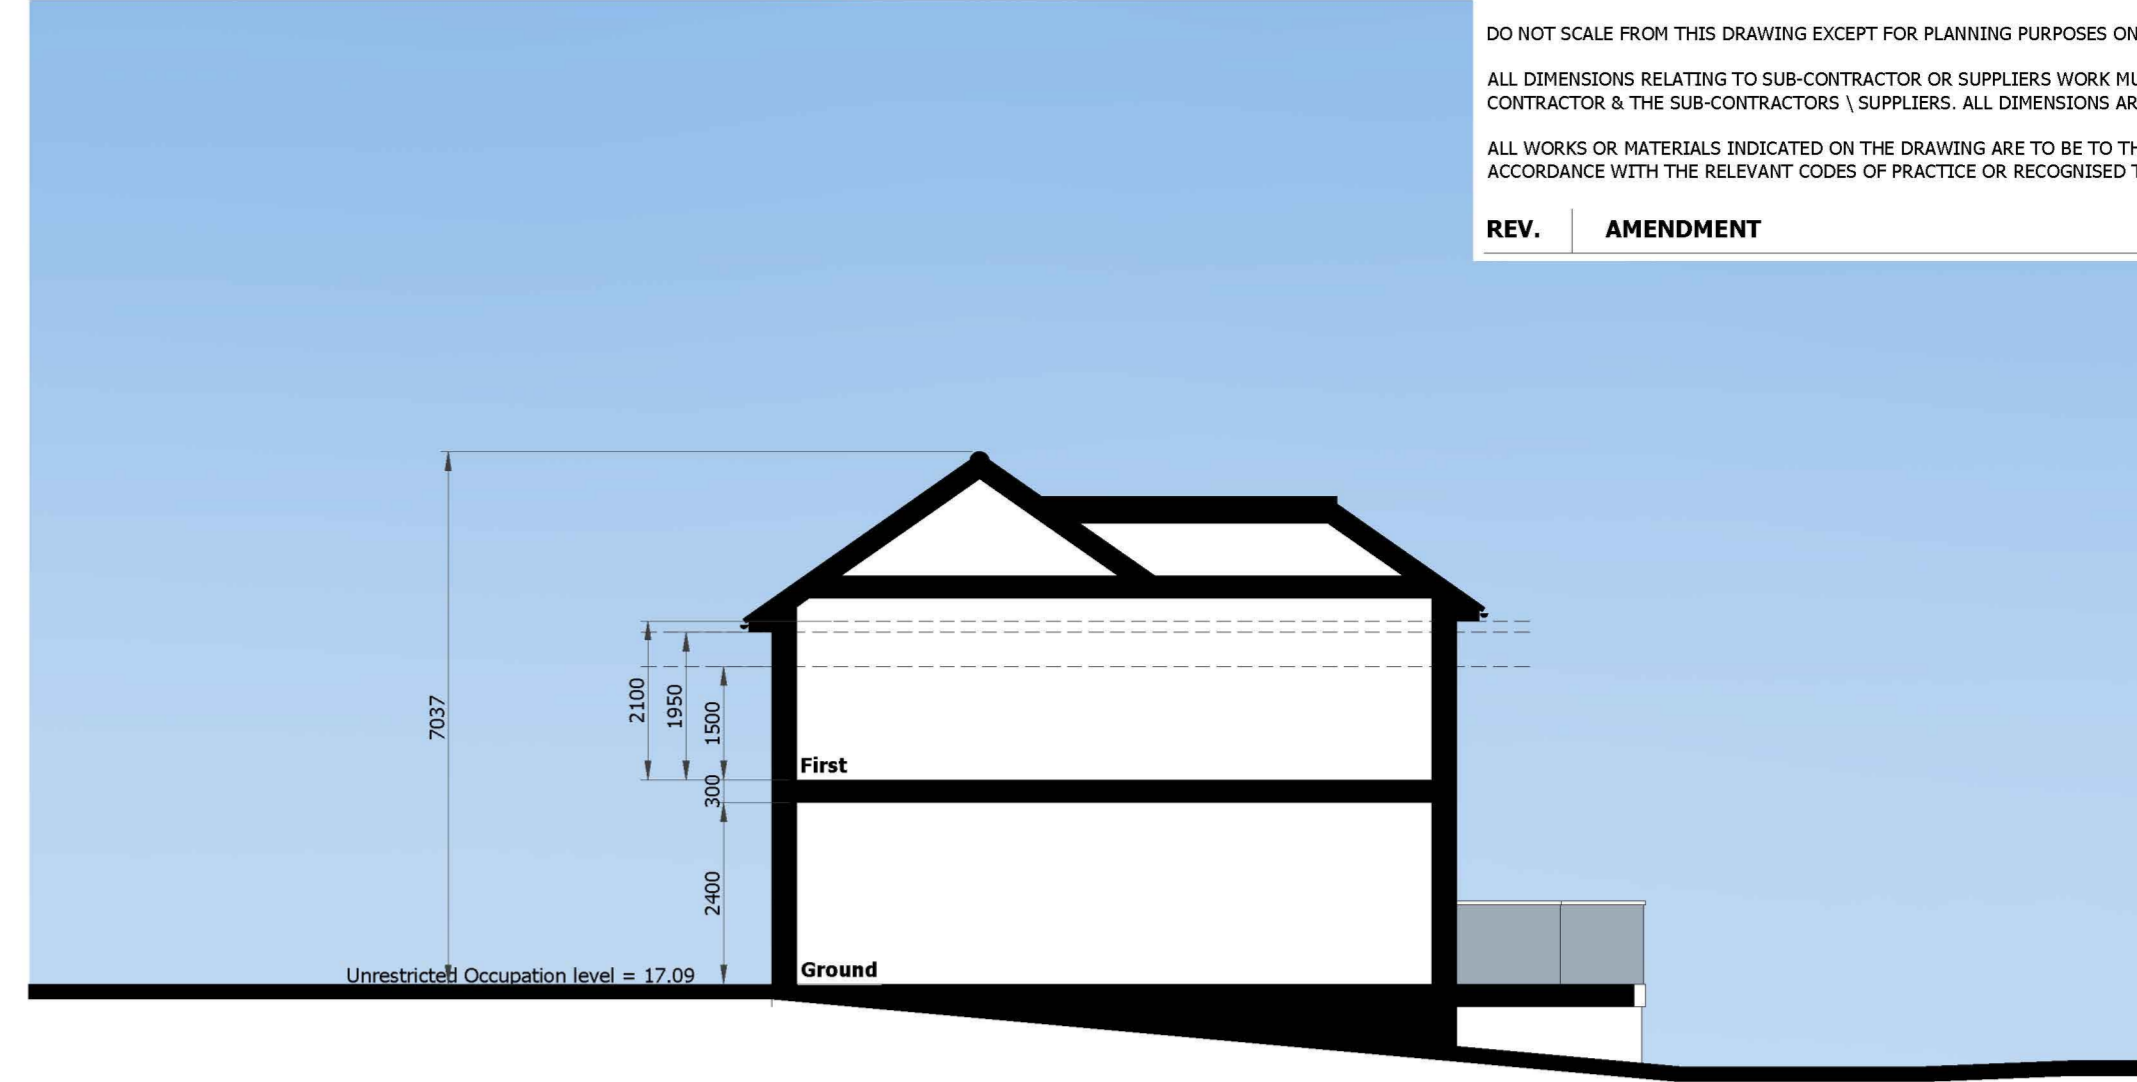 DO NOT SCALE FROM THIS DRAWING EXCEPT FOR PLANNING PURPOSES ON
ALL DIMENSIONS RELATING TO SUB-CONTRACTOR OR SUPPLIERS WORK MU
CONTRACTOR & THE SUB-CONTRACTORS \ SUPPLIERS. ALL DIMENSIONS AR
ALL WORKS OR MATERIALS INDICATED ON THE DRAWING ARE TO BE TO TH
ACCORDANCE WITH THE RELEVANT CODES OF PRACTICE OR RECOGNISED T
REV. AMENDMENT
7037
2100
1950
1500
First
300
2400
Ground
Unrestricted Occupation level = 17.09